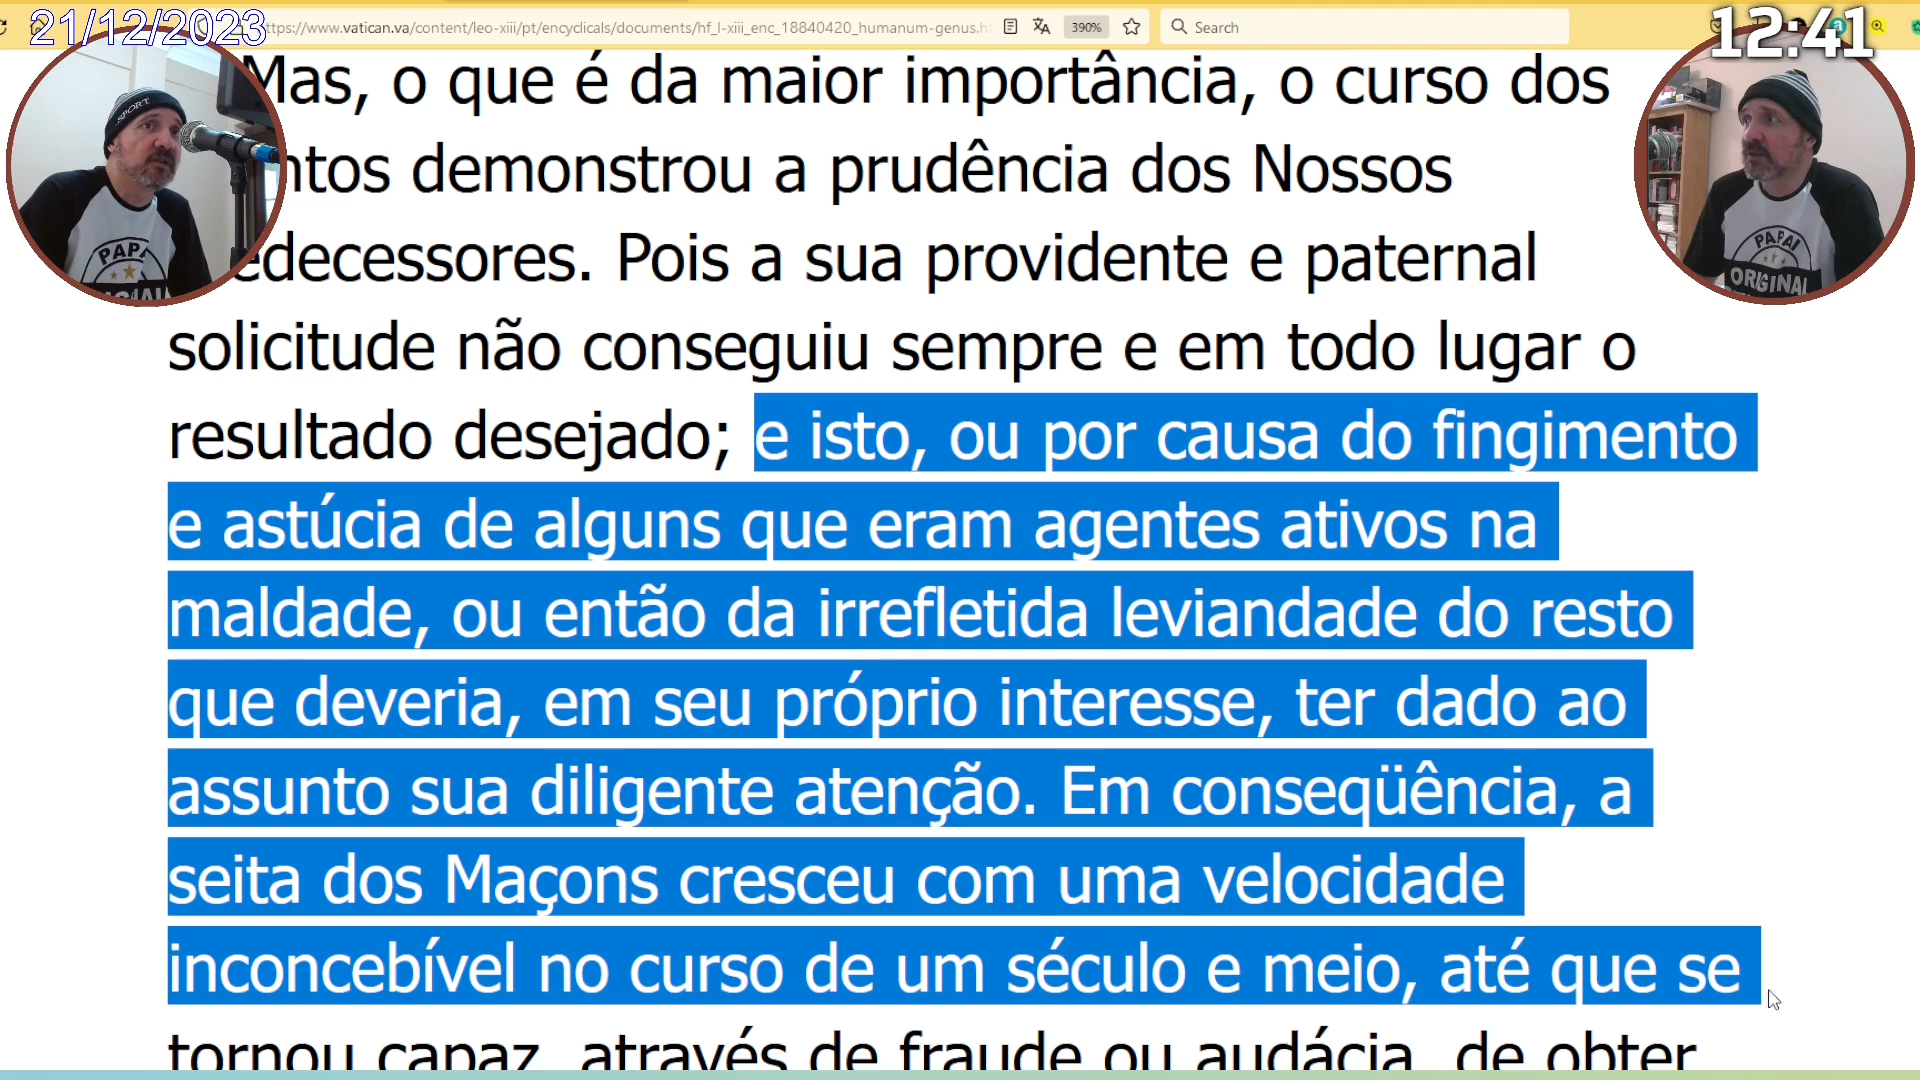 21/12/2023
https://www.vatican.va/content/leo-xiii/pt/encyclicals/documents/hf_l-xiii_enc_18840420_humanum-genus.h
390%
Search
12:41
Mas, o que é da maior importância, o curso dos
ntos demonstrou a prudência dos Nossos
edecessores. Pois a sua providente e paternal
solicitude não conseguiu sempre e em todo lugar o
resultado desejado; e isto, ou por causa do fingimento
e astúcia de alguns que eram agentes ativos na
maldade, ou então da irrefletida leviandade do resto
que deveria, em seu próprio interesse, ter dado ao
assunto sua diligente atenção. Em conseqüência, a
seita dos Maçons cresceu com uma velocidade
inconcebível no curso de um século e meio, até que se
tornou capaz, através de fraude ou audácia, de obter
SPORT
PAPA
PAPAI
ORIGINAL